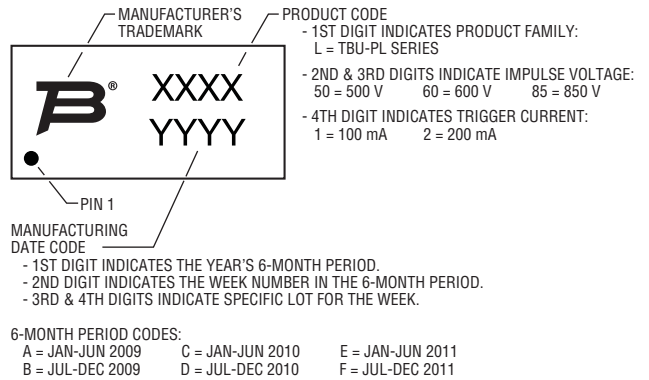 MANUFACTURER'S
TRADEMARK
PRODUCT CODE
- 1ST DIGIT INDICATES PRODUCT FAMILY:
L = TBU-PL SERIES
- 2ND & 3RD DIGITS INDICATE IMPULSE VOLTAGE:
50 = 500 V 60 = 600 V 85 = 850 V
- 4TH DIGIT INDICATES TRIGGER CURRENT:
1 = 100 mA 2 = 200 mA
B®
XXXX
YYYY
PIN 1
MANUFACTURING
DATE CODE
- 1ST DIGIT INDICATES THE YEAR'S 6-MONTH PERIOD.
- 2ND DIGIT INDICATES THE WEEK NUMBER IN THE 6-MONTH PERIOD.
- 3RD & 4TH DIGITS INDICATE SPECIFIC LOT FOR THE WEEK.
6-MONTH PERIOD CODES:
A = JAN-JUN 2009 C = JAN-JUN 2010 E = JAN-JUN 2011
B = JUL-DEC 2009 D = JUL-DEC 2010 F = JUL-DEC 2011